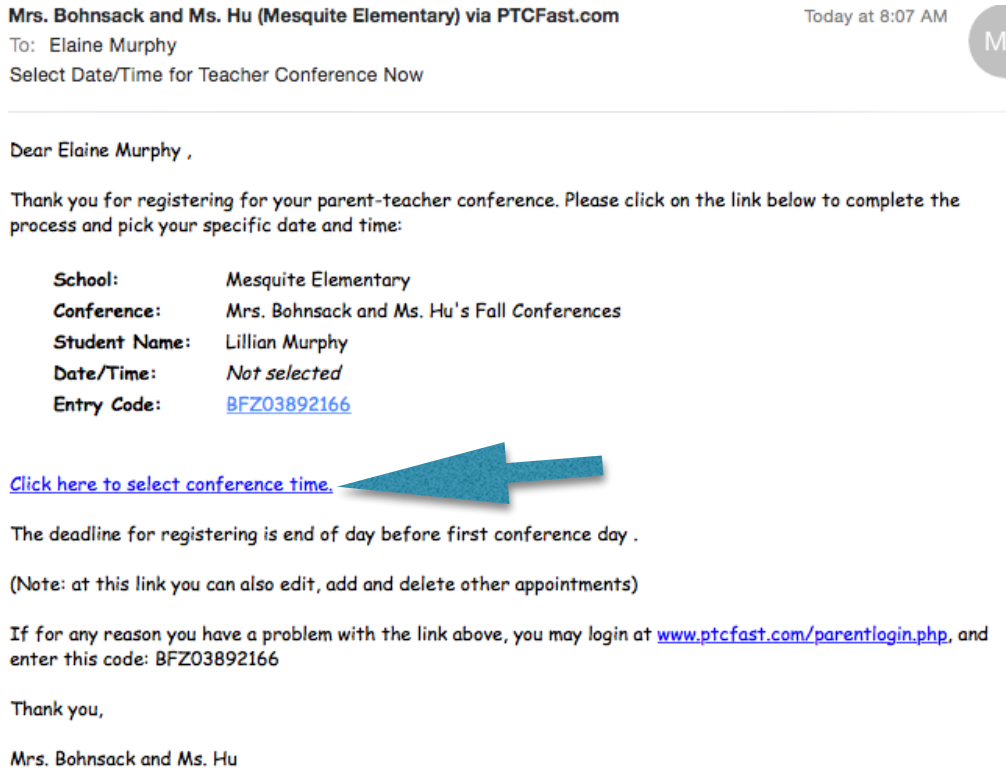 Mrs. Bohnsack and Ms. Hu (Mesquite Elementary) via PTCFast.com Today at 8:07 AM
To: Elaine Murphy
Select Date/Time for Teacher Conference Now
M
Dear Elaine Murphy ,
Thank you for registering for your parent-teacher conference. Please click on the link below to complete the
process and pick your specific date and time:
School: Mesquite Elementary
Conference: Mrs. Bohnsack and Ms. Hu's Fall Conferences
Student Name: Lillian Murphy
Date/Time: Not selected
Entry Code: BFZ03892166
Click here to select conference time.
The deadline for registering is end of day before first conference day .
(Note: at this link you can also edit, add and delete other appointments)
If for any reason you have a problem with the link above, you may login at www.ptcfast.com/parentlogin.php, and
enter this code: BFZ03892166
Thank you,
Mrs. Bohnsack and Ms. Hu